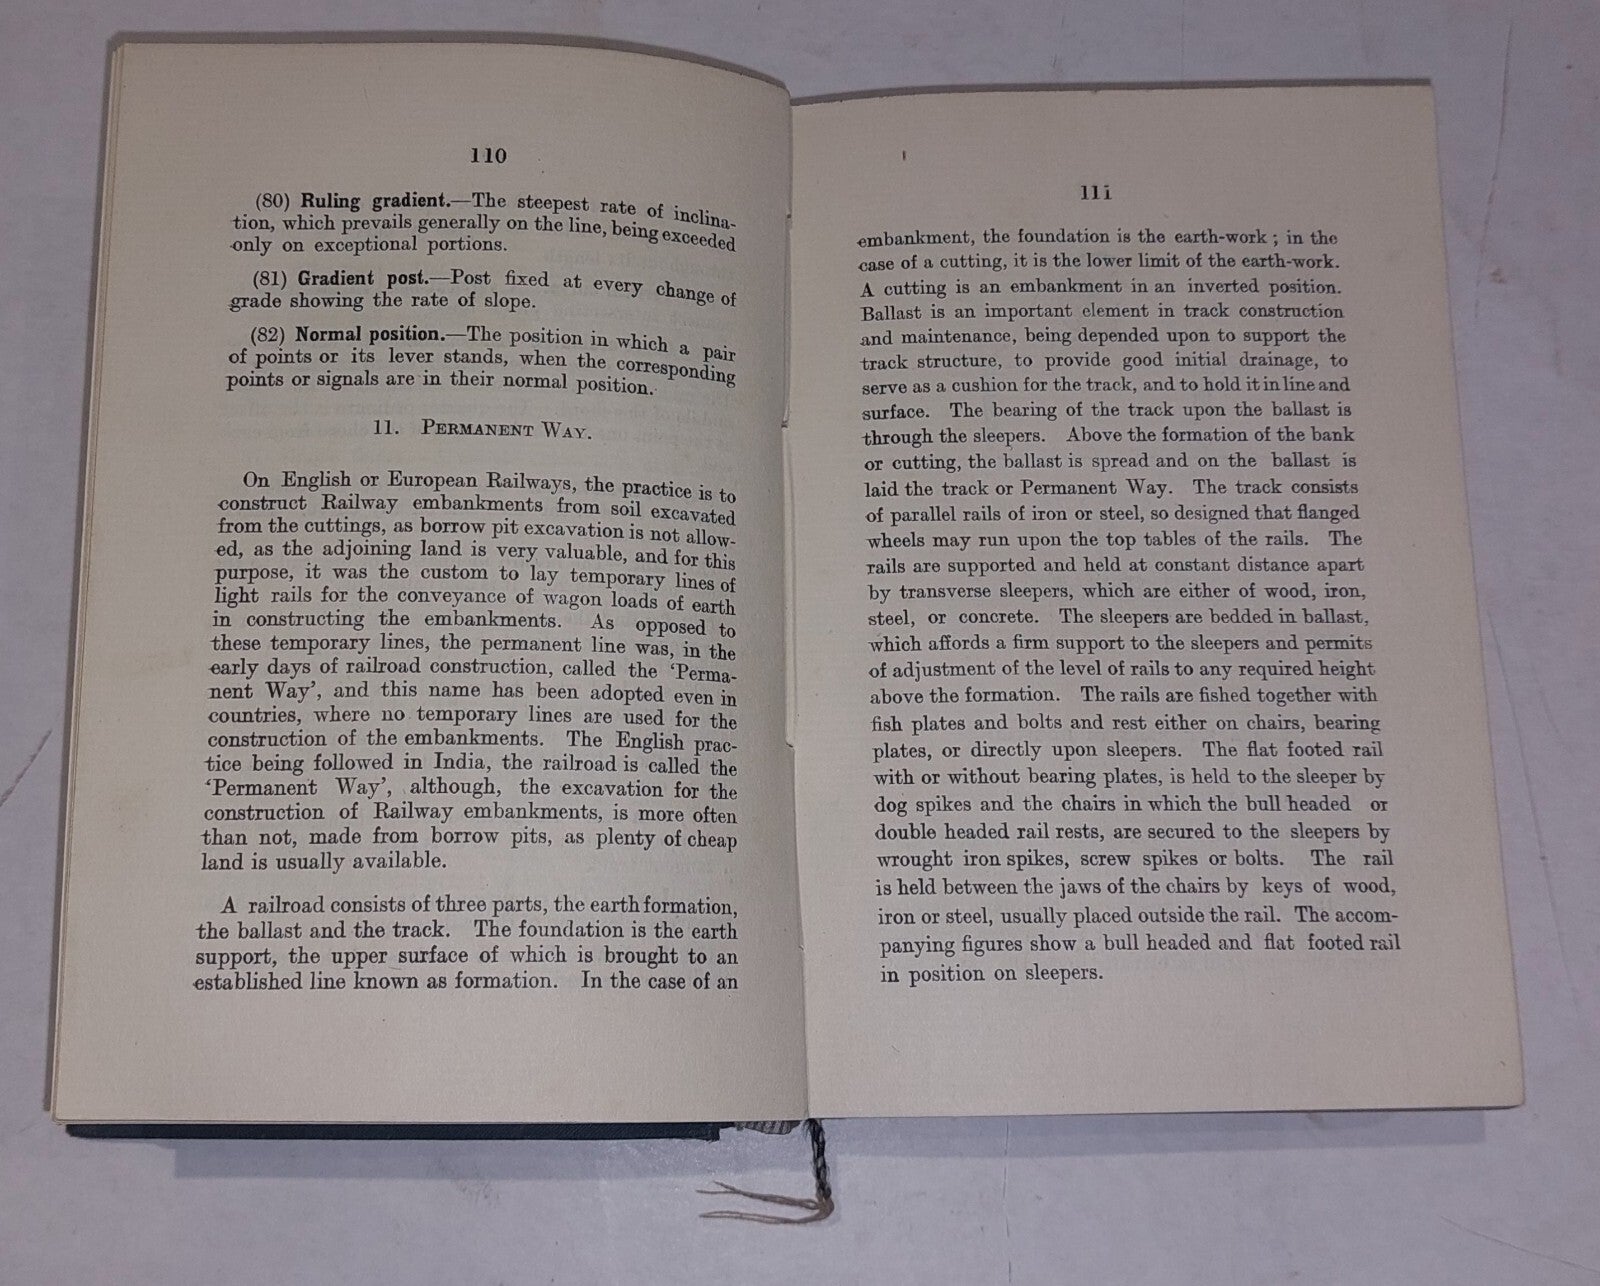 110
(80) Ruling gradient.—The steepest rate of inclina-
tion, which prevails generally on the line, being exceeded
only on exceptional portions.
(81) Gradient post.—Post fixed at every change of
grade showing the rate of slope.
(82) Normal position.—The position in which a pair
of points or its lever stands, when the corresponding
points or signals are in their normal position.
11. PERMANENT WAY.
On English or European Railways, the practice is to
construct Railway embankments from soil excavated
from the cuttings, as borrow pit excavation is not allow-
ed, as the adjoining land is very valuable, and for this
purpose, it was the custom to lay temporary lines of
light rails for the conveyance of wagon loads of earth
in constructing the embankments. As opposed to
these temporary lines, the permanent line was, in the
early days of railroad construction, called the ‘Perma-
nent Way’, and this name has been adopted even in
countries, where no temporary lines are used for the
construction of the embankments. The English prac-
tice being followed in India, the railroad is called the
‘Permanent Way’, although, the excavation for the
construction of Railway embankments, is more often
than not, made from borrow pits, as plenty of cheap
land is usually available.
A railroad consists of three parts, the earth formation,
the ballast and the track. The foundation is the earth
support, the upper surface of which is brought to an
established line known as formation. In the case of an
111
embankment, the foundation is the earth-work ; in the
case of a cutting, it is the lower limit of the earth-work.
A cutting is an embankment in an inverted position.
Ballast is an important element in track construction
and maintenance, being depended upon to support the
track structure, to provide good initial drainage, to
serve as a cushion for the track, and to hold it in line and
surface. The bearing of the track upon the ballast is
through the sleepers. Above the formation of the bank
or cutting, the ballast is spread and on the ballast is
laid the track or Permanent Way. The track consists
of parallel rails of iron or steel, so designed that flanged
wheels may run upon the top tables of the rails. The
rails are supported and held at constant distance apart
by transverse sleepers, which are either of wood, iron,
steel, or concrete. The sleepers are bedded in ballast,
which affords a firm support to the sleepers and permits
of adjustment of the level of rails to any required height
above the formation. The rails are fished together with
fish plates and bolts and rest either on chairs, bearing
plates, or directly upon sleepers. The flat footed rail
with or without bearing plates, is held to the sleeper by
dog spikes and the chairs in which the bull headed or
double headed rail rests, are secured to the sleepers by
wrought iron spikes, screw spikes or bolts. The rail
is held between the jaws of the chairs by keys of wood,
iron or steel, usually placed outside the rail. The accom-
panying figures show a bull headed and flat footed rail
in position on sleepers.